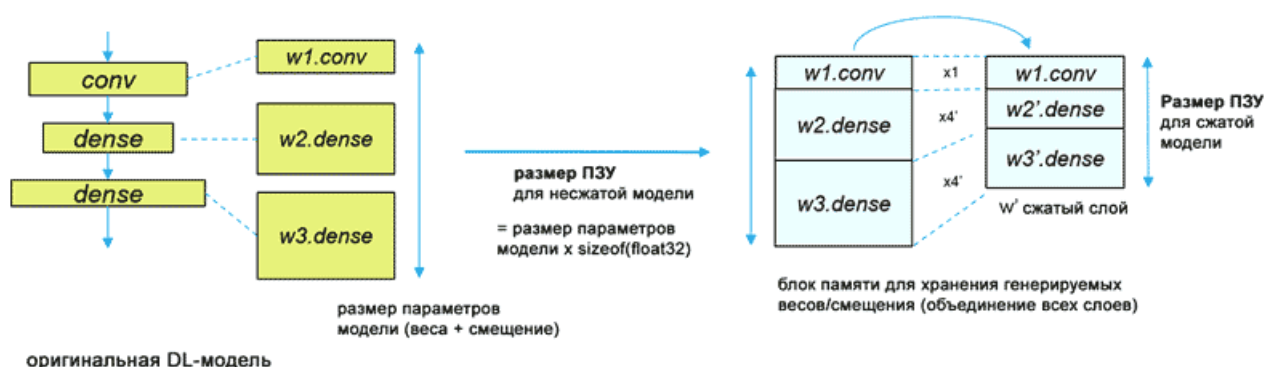 conv
dense
dense
w1.conv
w2.dense
w3.dense
размер параметров
модели (веса + смещение)
оригинальная DL-модель
размер ПЗУ
для несжатой модели
= размер параметров
модели x sizeof(float32)
w1.conv
w2.dense
w3.dense
x1
x4'
x4'
w1.conv
w2'.dense
w3'.dense
w' сжатый слой
Размер ПЗУ
для сжатой
модели
блок памяти для хранения генерируемых
весов/смещения (объединение всех слоев)